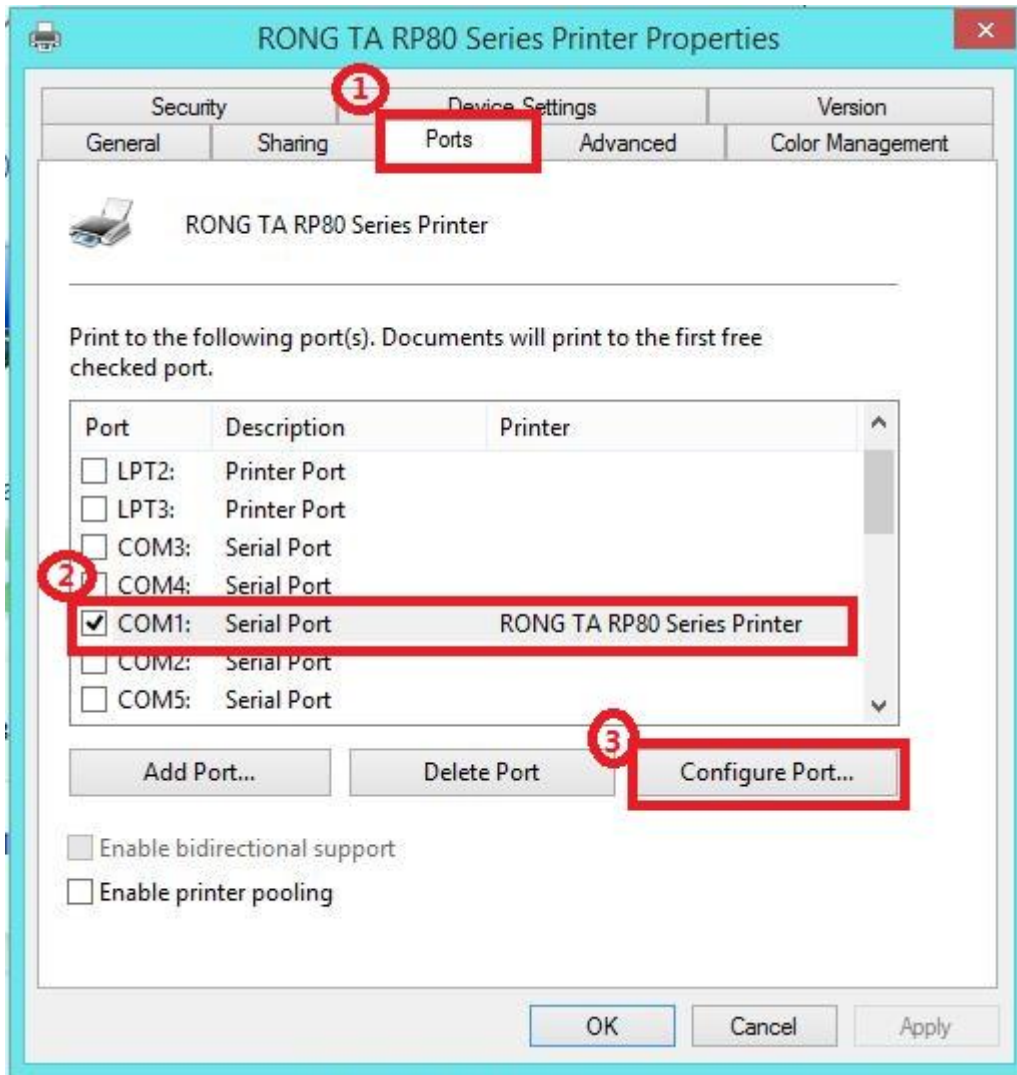 RONG TA RP80 Series Printer Properties
1
Security Device Settings Version
General Sharing Ports Advanced Color Management
RONG TA RP80 Series Printer
Print to the following port(s). Documents will print to the first free
checked port.
Port Description Printer
LPT2: Printer Port
LPT3: Printer Port
COM3: Serial Port
2
COM4: Serial Port
COM1: Serial Port RONG TA RP80 Series Printer
COM2: Serial Port
COM5: Serial Port
3
Add Port... Delete Port Configure Port...
Enable bidirectional support
Enable printer pooling
OK Cancel Apply